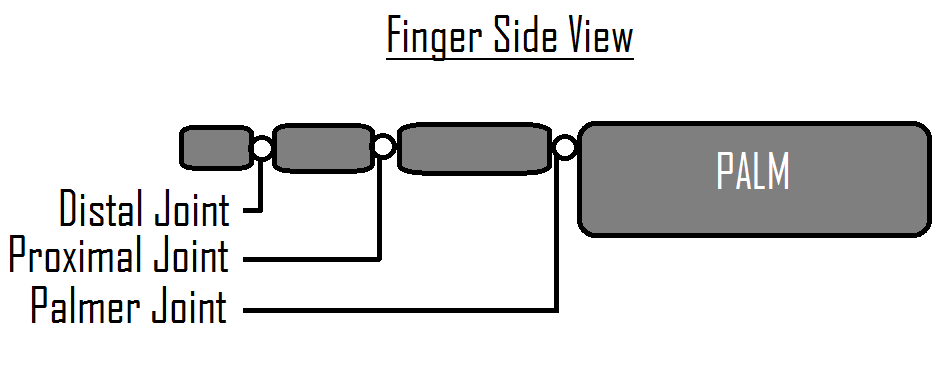 Finger Side View
PALM
Distal Joint
Proximal Joint
Palmer Joint